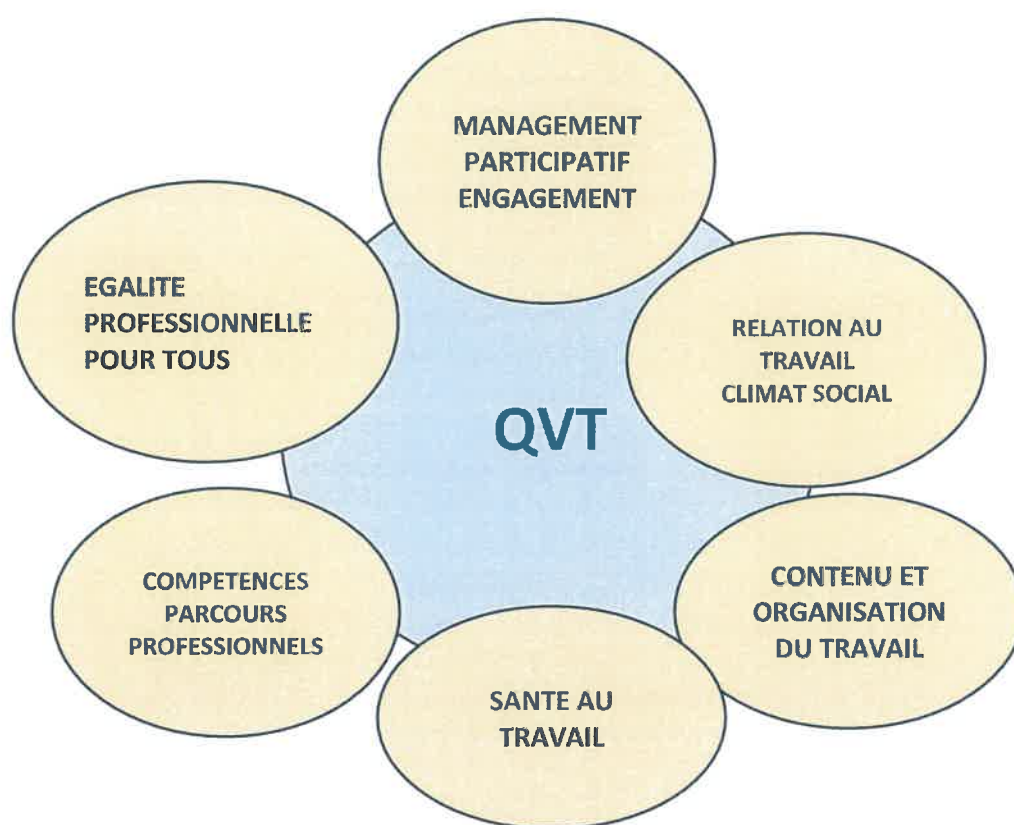 MANAGEMENT
PARTICIPATIF
ENGAGEMENT
EGALITE
PROFESSIONNELLE
POUR TOUS
RELATION AU
TRAVAIL
CLIMAT SOCIAL
QVT
COMPETENCES
PARCOURS
PROFESSIONNELS
CONTENU ET
ORGANISATION
DU TRAVAIL
SANTE AU
TRAVAIL